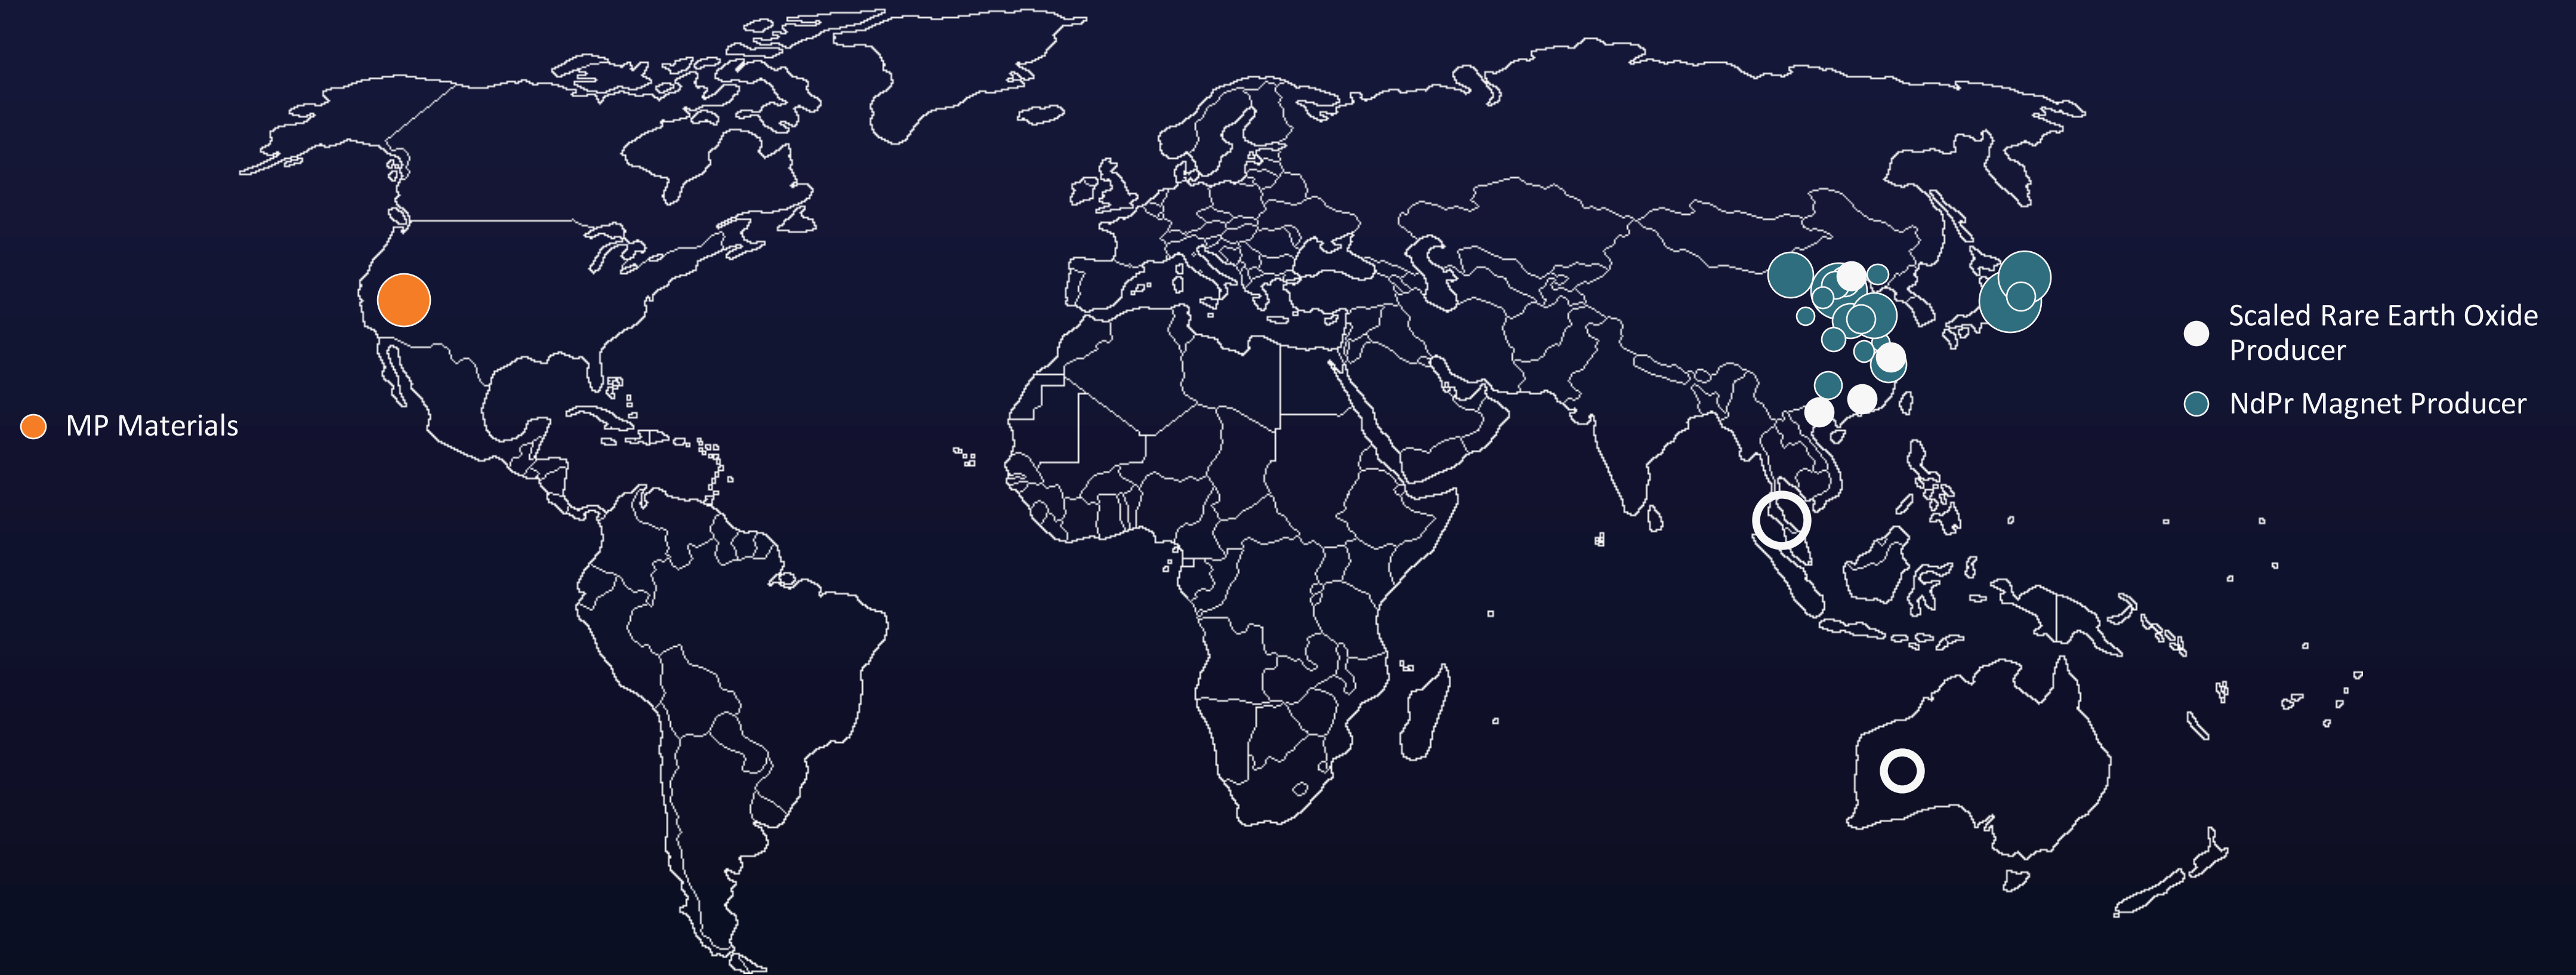 MP Materials
Scaled Rare Earth Oxide
Producer
NdPr Magnet Producer